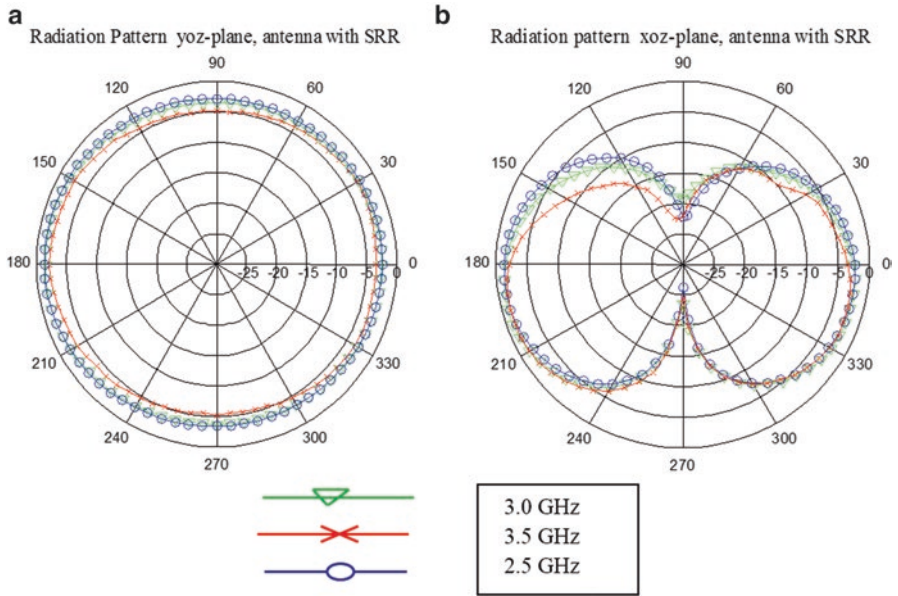 a
Radiation Pattern yoz-plane, antenna with SRR
90
120 60
150 30
180 -25 -20 -15 -10 -5 0 0
210 330
240 300
270
b
Radiation pattern xoz-plane, antenna with SRR
90
120 60
150 30
180 -25 -20 -15 -10 -5 0 0
210 330
240 300
270
3.0 GHz
3.5 GHz
2.5 GHz